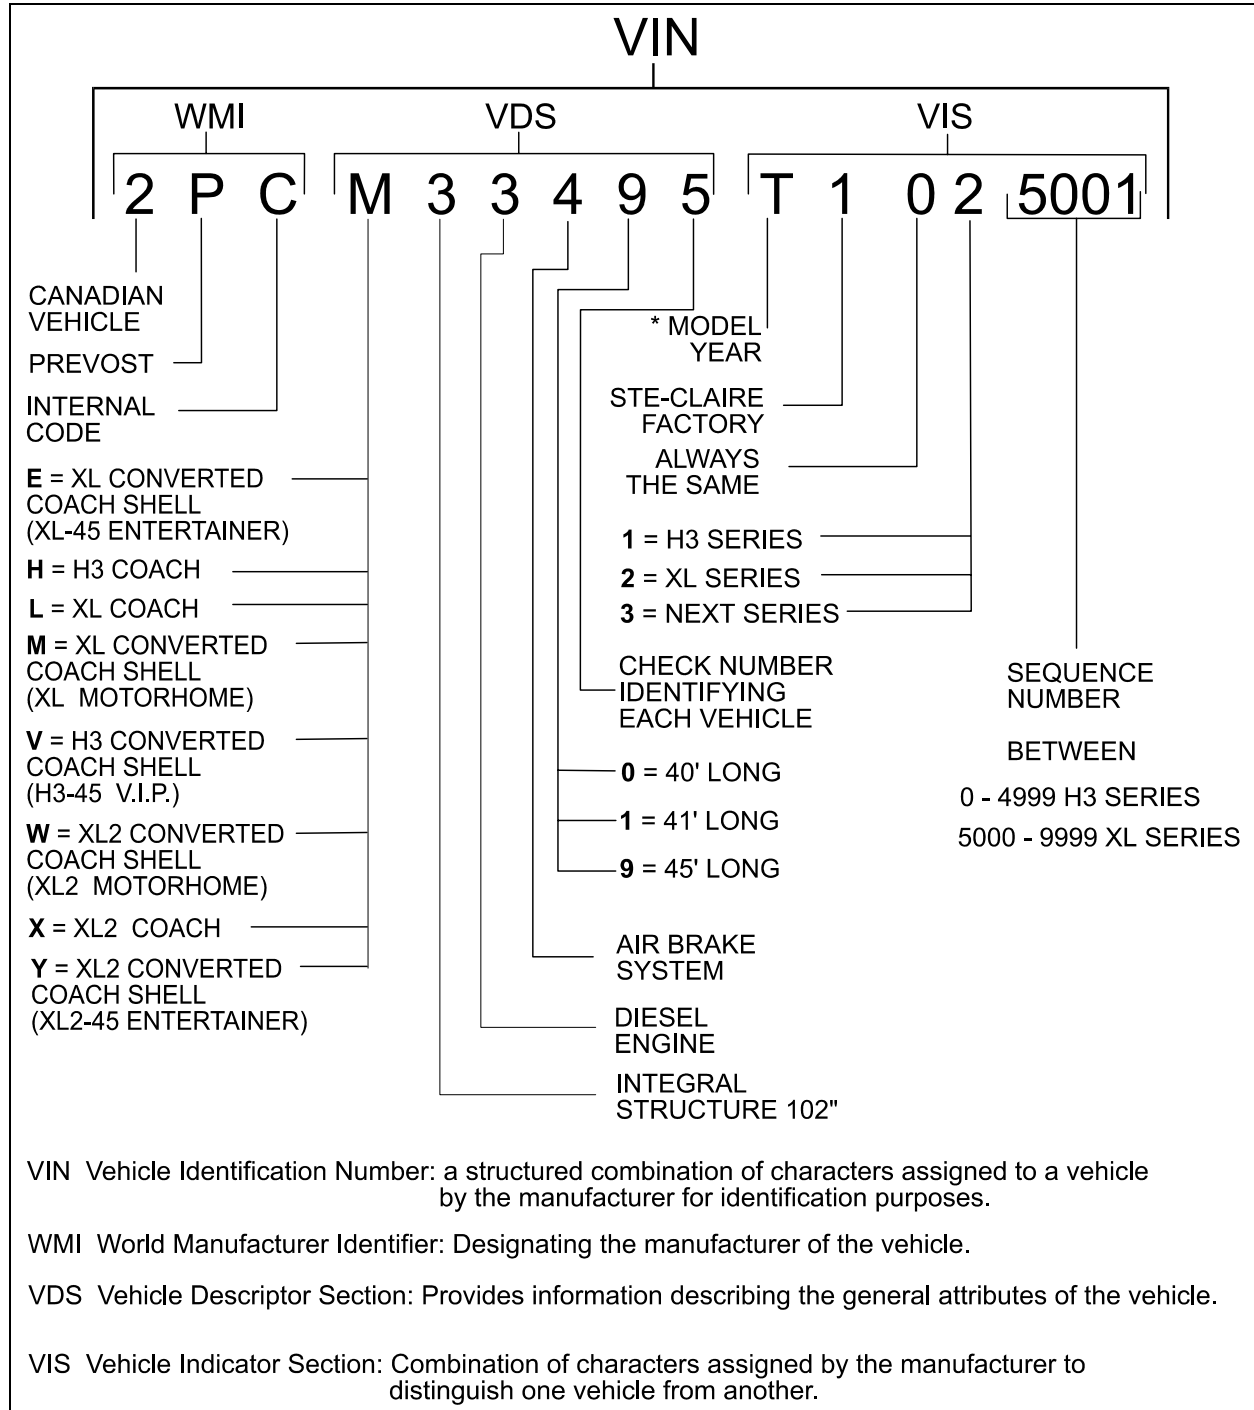 VIN
WMI VDS VIS
2 P C M 3 3 4 9 5 T 1 0 2 5001
CANADIAN
VEHICLE
PREVOST
INTERNAL
CODE
E = XL CONVERTED
COACH SHELL
(XL-45 ENTERTAINER)
H = H3 COACH
L = XL COACH
M = XL CONVERTED
COACH SHELL
(XL MOTORHOME)
V = H3 CONVERTED
COACH SHELL
(H3-45 V.I.P.)
W = XL2 CONVERTED
COACH SHELL
(XL2 MOTORHOME)
X = XL2 COACH
Y = XL2 CONVERTED
COACH SHELL
(XL2-45 ENTERTAINER)
* MODEL
YEAR
STE-CLAIRE
FACTORY
ALWAYS
THE SAME
1 = H3 SERIES
2 = XL SERIES
3 = NEXT SERIES
CHECK NUMBER
IDENTIFYING
EACH VEHICLE
0 = 40' LONG
1 = 41' LONG
9 = 45' LONG
AIR BRAKE
SYSTEM
DIESEL
ENGINE
INTEGRAL
STRUCTURE 102"
SEQUENCE
NUMBER
BETWEEN
0 - 4999 H3 SERIES
5000 - 9999 XL SERIES
VIN Vehicle Identification Number: a structured combination of characters assigned to a vehicle
by the manufacturer for identification purposes.
WMI World Manufacturer Identifier: Designating the manufacturer of the vehicle.
VDS Vehicle Descriptor Section: Provides information describing the general attributes of the vehicle.
VIS Vehicle Indicator Section: Combination of characters assigned by the manufacturer to
distinguish one vehicle from another.